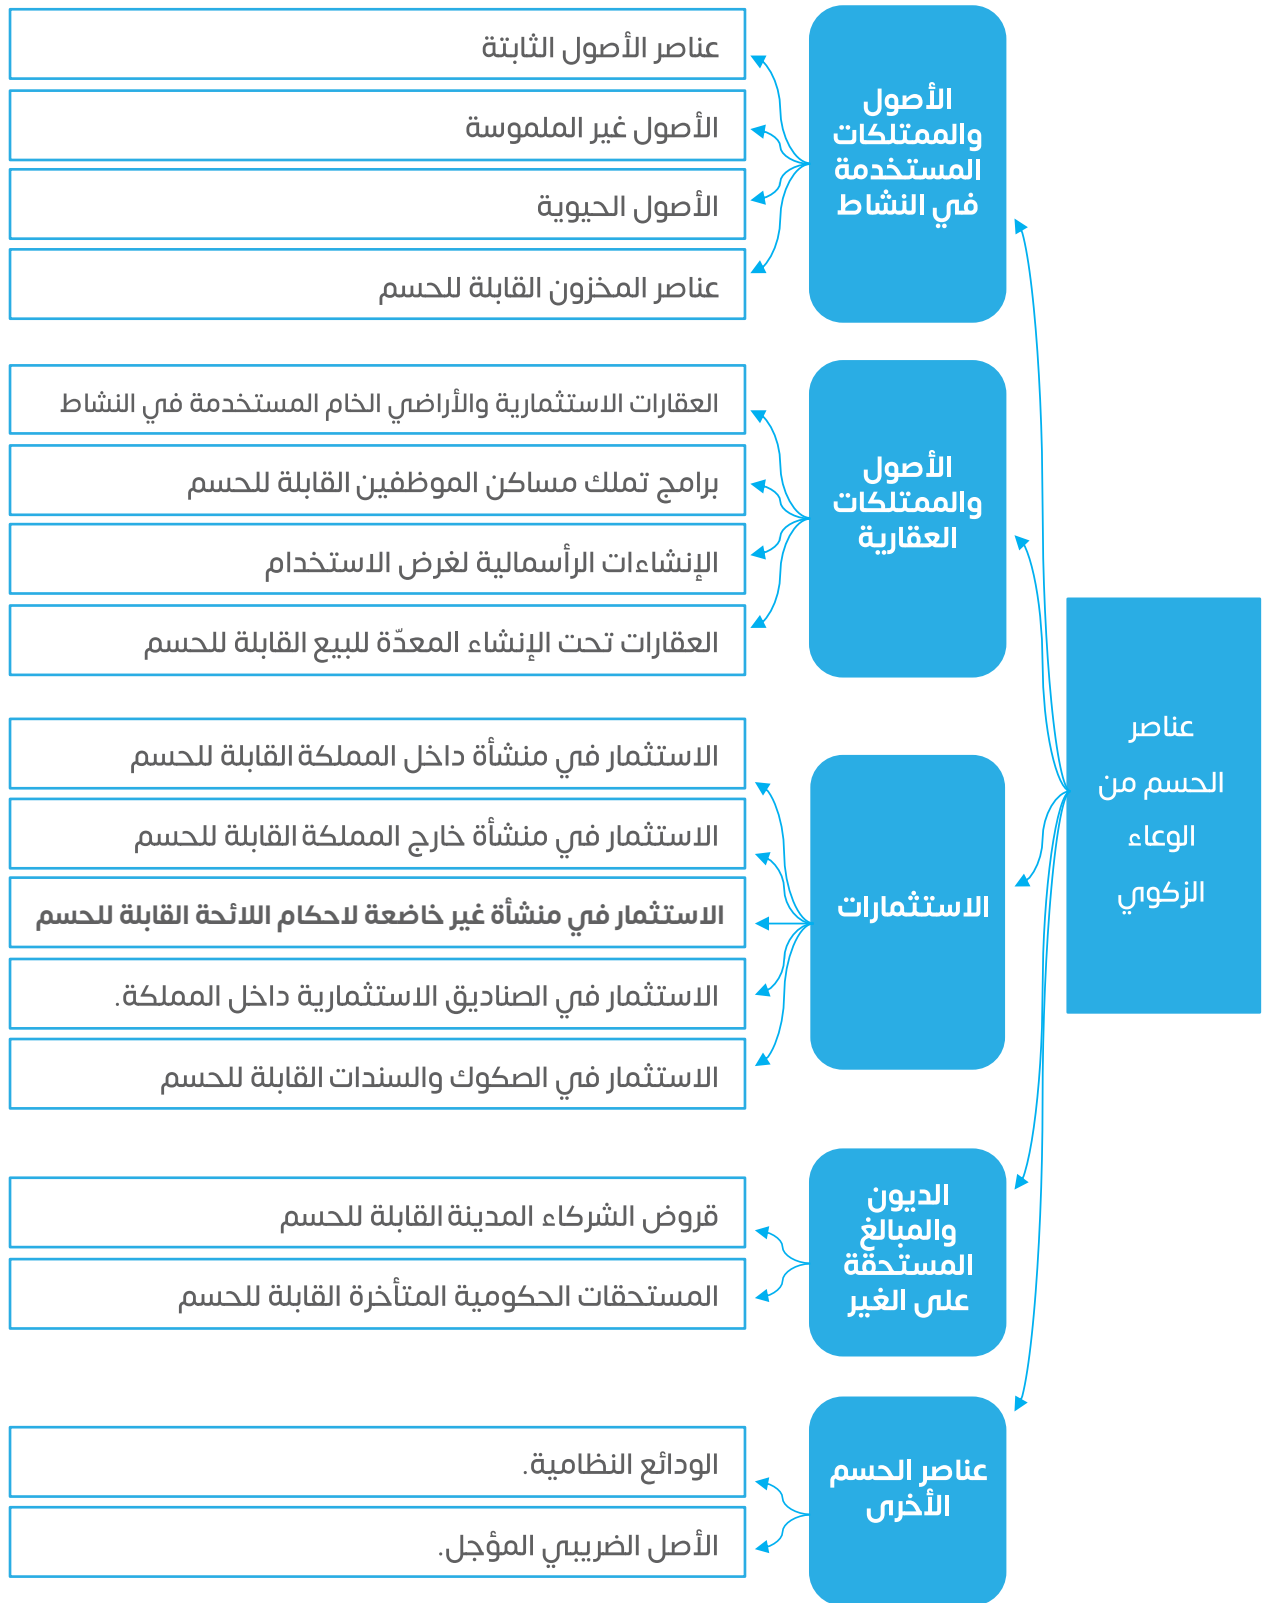 عناصر
الحسم من
الوعاء
الزكوي
الأصول
والممتلكات
المستخدمة
في النشاط
عناصر الأصول الثابتة
الأصول غير الملموسة
الأصول الحيوية
عناصر المخزون القابلة للحسم
الأصول
والممتلكات
العقارية
العقارات الاستثمارية والأراضي الخام المستخدمة في النشاط
برامج تملك مساكن الموظفين القابلة للحسم
الإنشاءات الرأسمالية لغرض الاستخدام
العقارات تحت الإنشاء المعدّة للبيع القابلة للحسم
الاستثمارات
الاستثمار في منشأة داخل المملكة القابلة للحسم
الاستثمار في منشأة خارج المملكة القابلة للحسم
الاستثمار في منشأة غير خاضعة لاحكام اللائحة القابلة للحسم
الاستثمار في الصناديق الاستثمارية داخل المملكة.
الاستثمار في الصكوك والسندات القابلة للحسم
الديون
والمبالغ
المستحقة
على الغير
قروض الشركاء المدينة القابلة للحسم
المستحقات الحكومية المتأخرة القابلة للحسم
عناصر الحسم
الأخرى
الودائع النظامية.
الأصل الضريبي المؤجل.